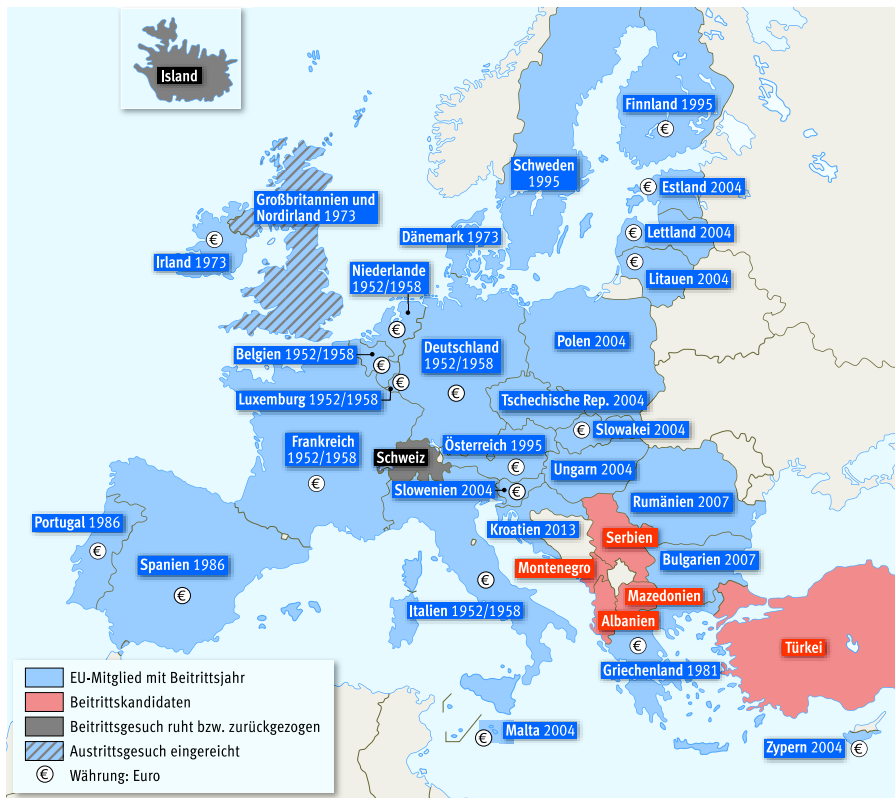 Island
Finnland 1995
€
Schweden
1995
€
Estland 2004
Großbritannien und
Nordirland 1973
€
Lettland 2004
€
Irland 1973
Dänemark 1973
€
Litauen 2004
Niederlande
1952/1958
€
Belgien 1952/1958
€
Deutschland
1952/1958
Polen 2004
Luxemburg 1952/1958
€
€
Tschechische Rep. 2004
€
Slowakei 2004
Frankreich
1952/1958
€
Schweiz
Österreich 1995
€
Ungarn 2004
Slowenien 2004
€
Rumänien 2007
Portugal 1986
€
Kroatien 2013
Serbien
Spanien 1986
€
Montenegro
Bulgarien 2007
€
Italien 1952/1958
Mazedonien
Albanien
€
Türkei
Griechenland 1981
Malta 2004
€
Zypern 2004
€
EU-Mitglied mit Beitrittsjahr
Beitrittskandidaten
Beitrittsgesuch ruht bzw. zurückgezogen
Austrittsgesuch eingereicht
€ Währung: Euro